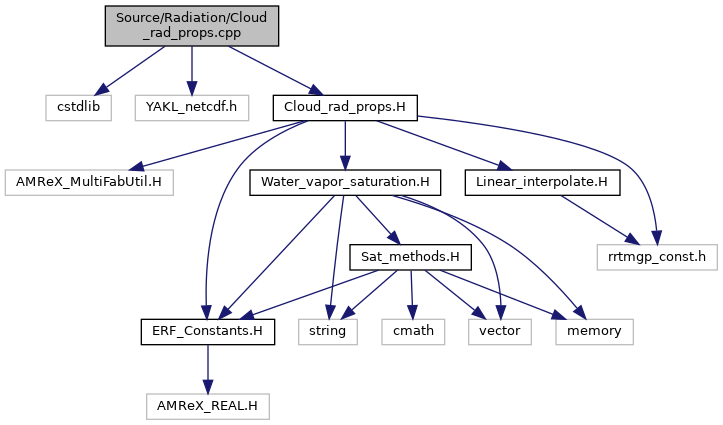 Source/Radiation/Cloud
_rad_props.cpp
cstdlib
YAKL_netcdf.h
Cloud_rad_props.H
AMReX_MultiFabUtil.H
Water_vapor_saturation.H
Linear_interpolate.H
Sat_methods.H
rrtmgp_const.h
ERF_Constants.H
string
cmath
vector
memory
AMReX_REAL.H